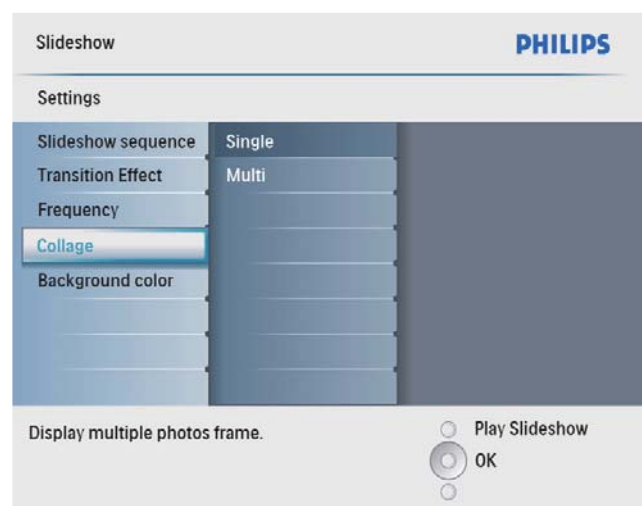 Slideshow
PHILIPS
Settings
Slideshow sequence
Single
Transition Effect
Multi
Frequency
Collage
Background color
Display multiple photos frame.
Play Slideshow
OK